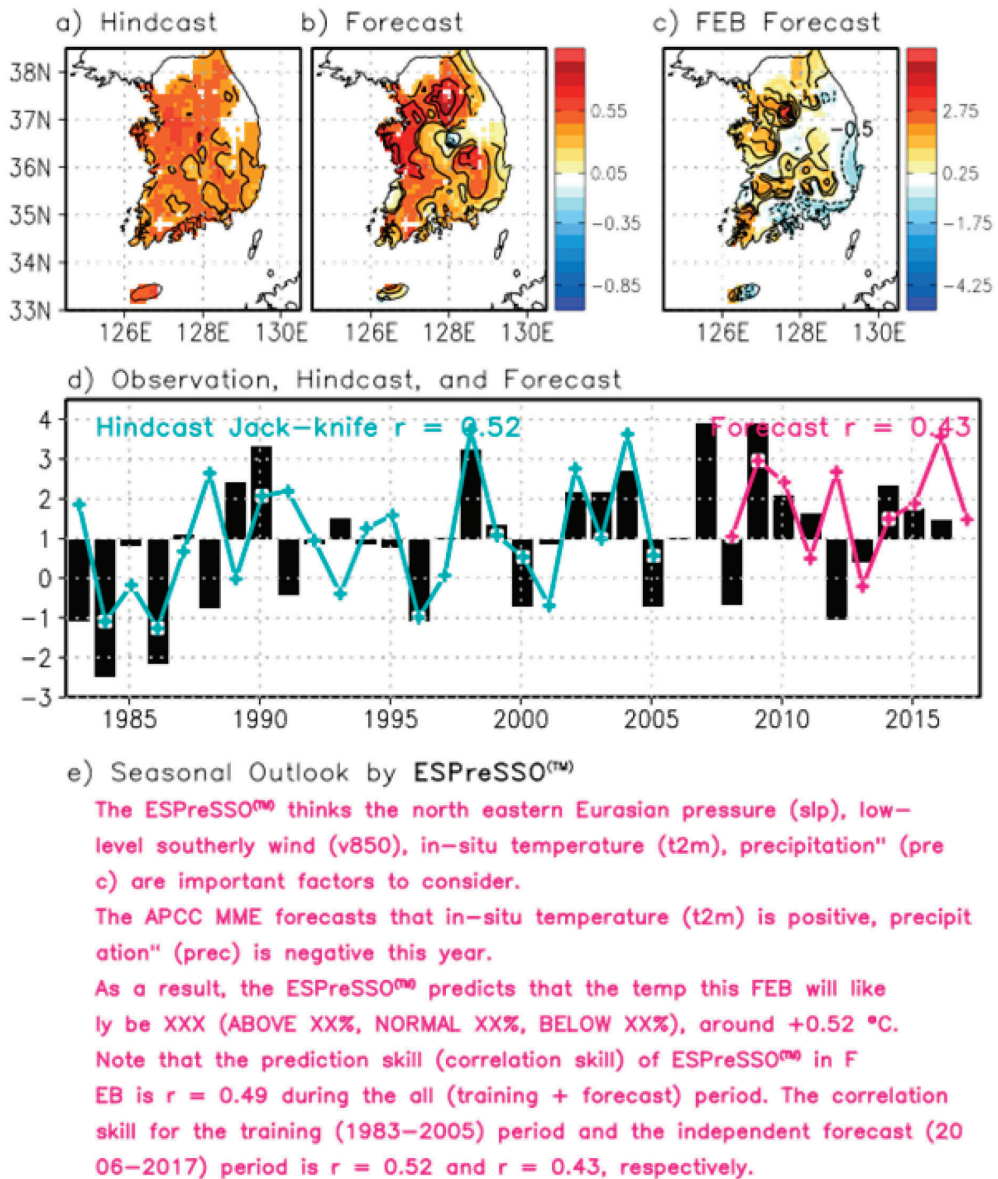 a) Hindcast
b) Forecast
c) FEB Forecast
38N
37N
36N
35N
34N
33N
126E 128E 130E
126E 128E 130E
0.55
0.05
-0.35
-0.85
-0.5
126E 128E 130E
2.75
0.25
-1.75
-4.25
d) Observation, Hindcast, and Forecast
Hindcast Jack-knife r = 0.52
Forecast r = 0.43
4
3
2
1
0
-1
-2
-3
1985 1990 1995 2000 2005 2010 2015
e) Seasonal Outlook by ESPreSSO(TM)
The ESPreSSO(TM) thinks the north eastern Eurasian pressure (slp), low-
level southerly wind (v850), in-situ temperature (t2m), precipitation" (pre
c) are important factors to consider.
The APCC MME forecasts that in-situ temperature (t2m) is positive, precipit
ation" (prec) is negative this year.
As a result, the ESPreSSO(TM) predicts that the temp this FEB will like
ly be XXX (ABOVE XX%, NORMAL XX%, BELOW XX%), around +0.52 °C.
Note that the prediction skill (correlation skill) of ESPreSSO(TM) in F
EB is r = 0.49 during the all (training + forecast) period. The correlation
skill for the training (1983-2005) period and the independent forecast (20
06-2017) period is r = 0.52 and r = 0.43, respectively.